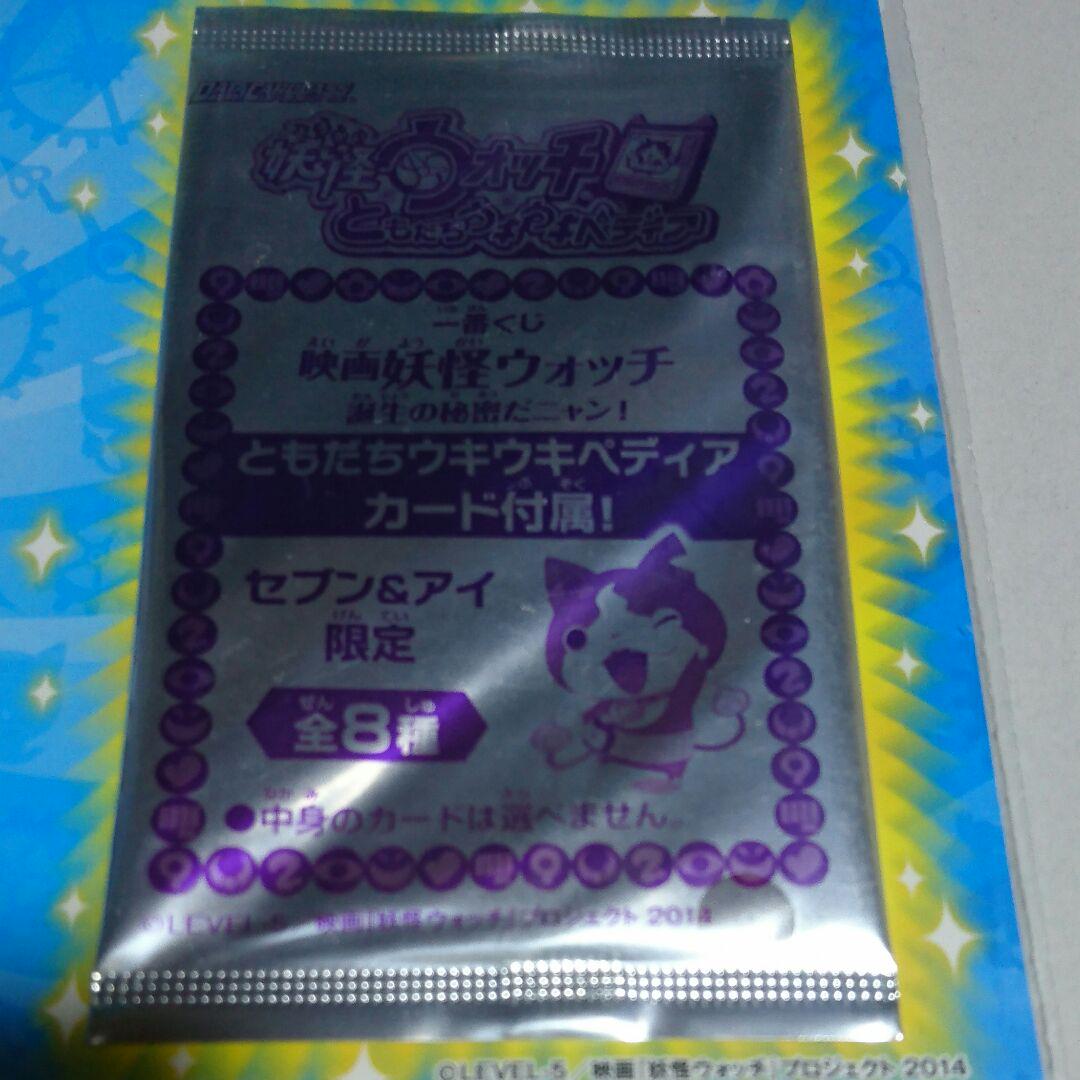 DATA CARDDASS
妖怪ウォッチ
ともだちウキウキペディア
一番くじ
映画妖怪ウォッチ
誕生の秘密だニャン!
ともだちウキウキペディア
カード付属!
セブン&アイ
限定
全8種
●中身のカードは選べません。
©LEVEL-5／映画『妖怪ウォッチ』プロジェクト 2014
©LEVEL-5／映画『妖怪ウォッチ』プロジェクト 2014